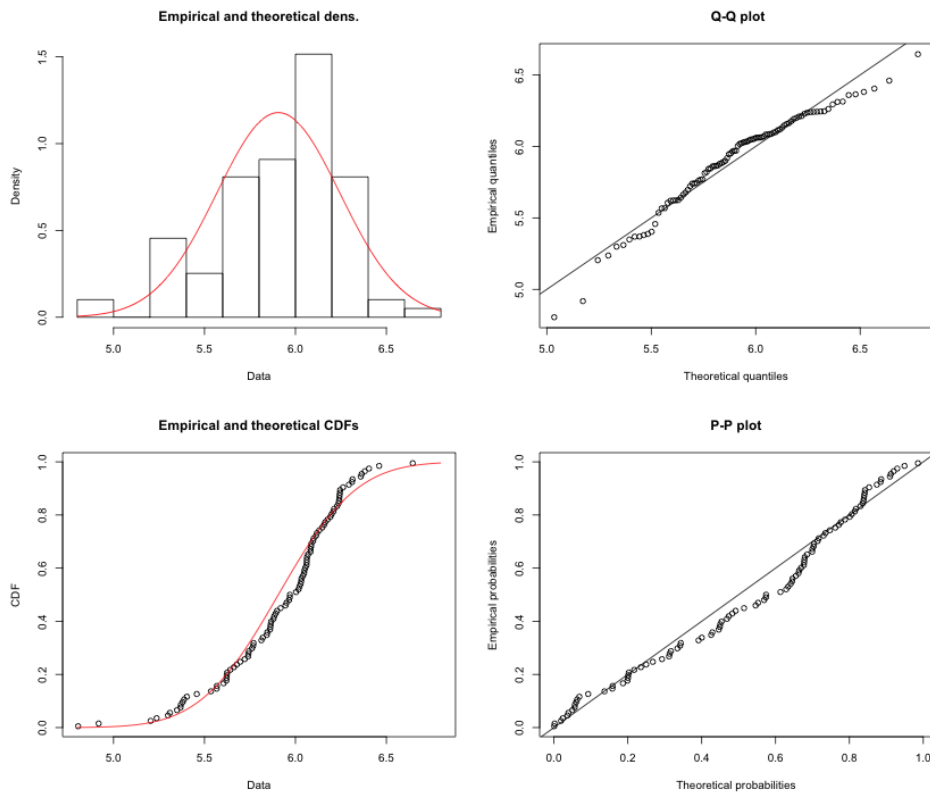 Empirical and theoretical dens.
Density
0.0 0.5 1.0 1.5
5.0 5.5 6.0 6.5
Data
Q-Q plot
Empirical quantiles
5.0 5.5 6.0 6.5
5.0 5.5 6.0 6.5
Theoretical quantiles
Empirical and theoretical CDFs
CDF
0.0 0.2 0.4 0.6 0.8 1.0
5.0 5.5 6.0 6.5
Data
P-P plot
Empirical probabilities
0.0 0.2 0.4 0.6 0.8 1.0
0.0 0.2 0.4 0.6 0.8 1.0
Theoretical probabilities